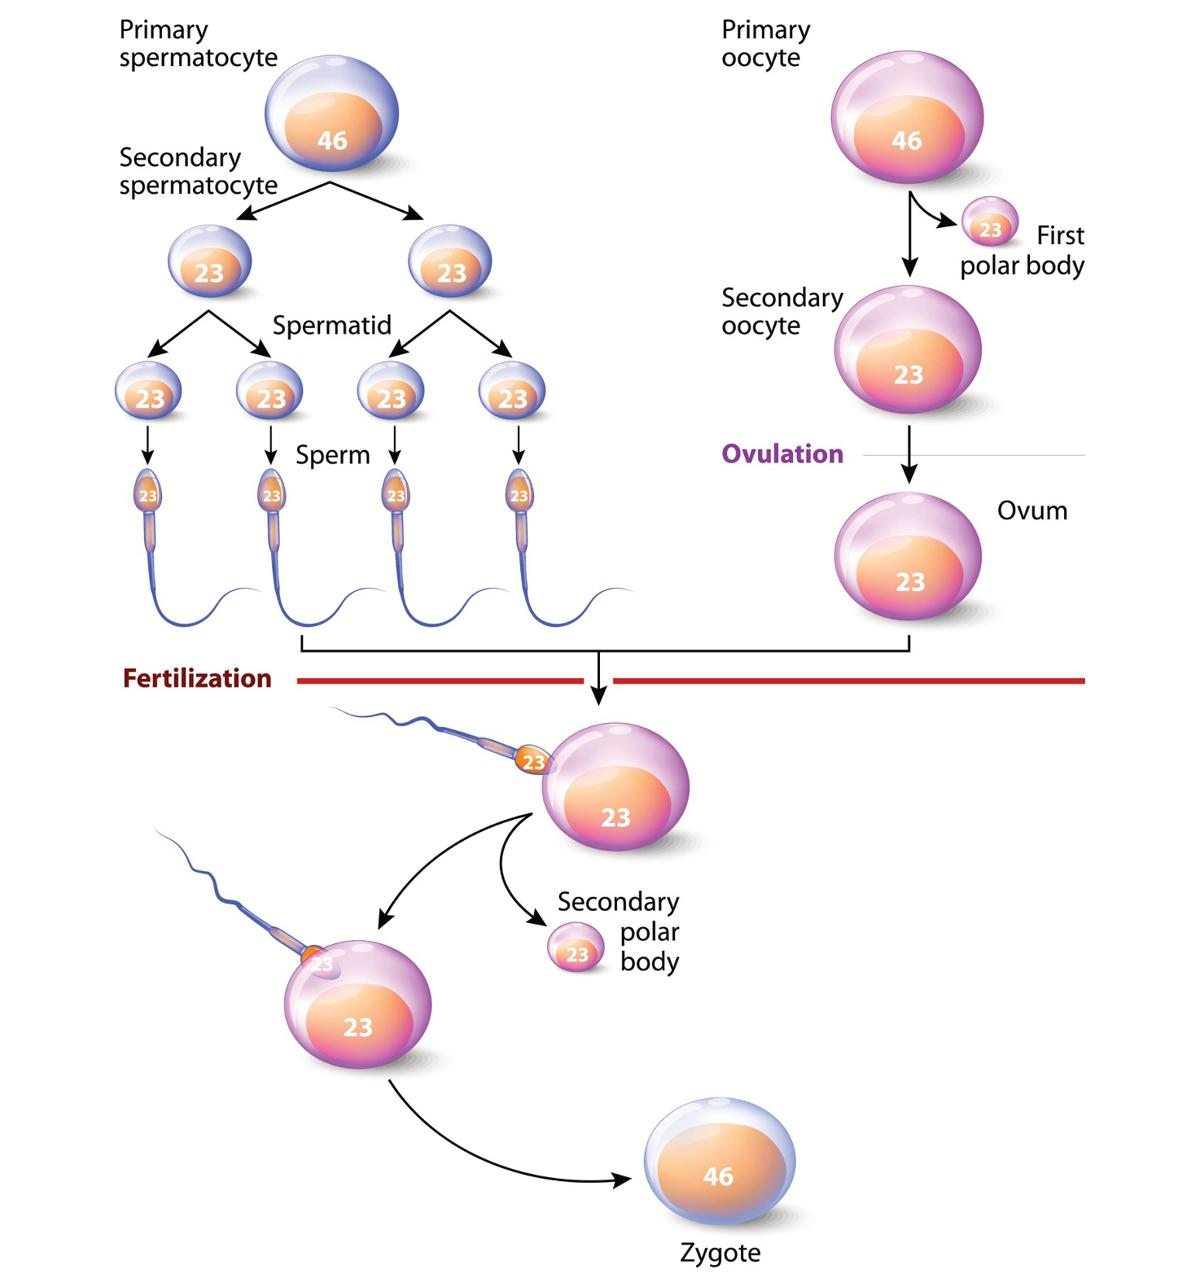 Primary
spermatocyte
46
Secondary
spermatocyte
23
23
Spermatid
23
23
23
23
Sperm
23
23
23
23
Primary
oocyte
46
23
First
polar body
Secondary
oocyte
23
Ovulation
Ovum
23
Fertilization
23
23
Secondary
polar
body
23
23
23
46
Zygote